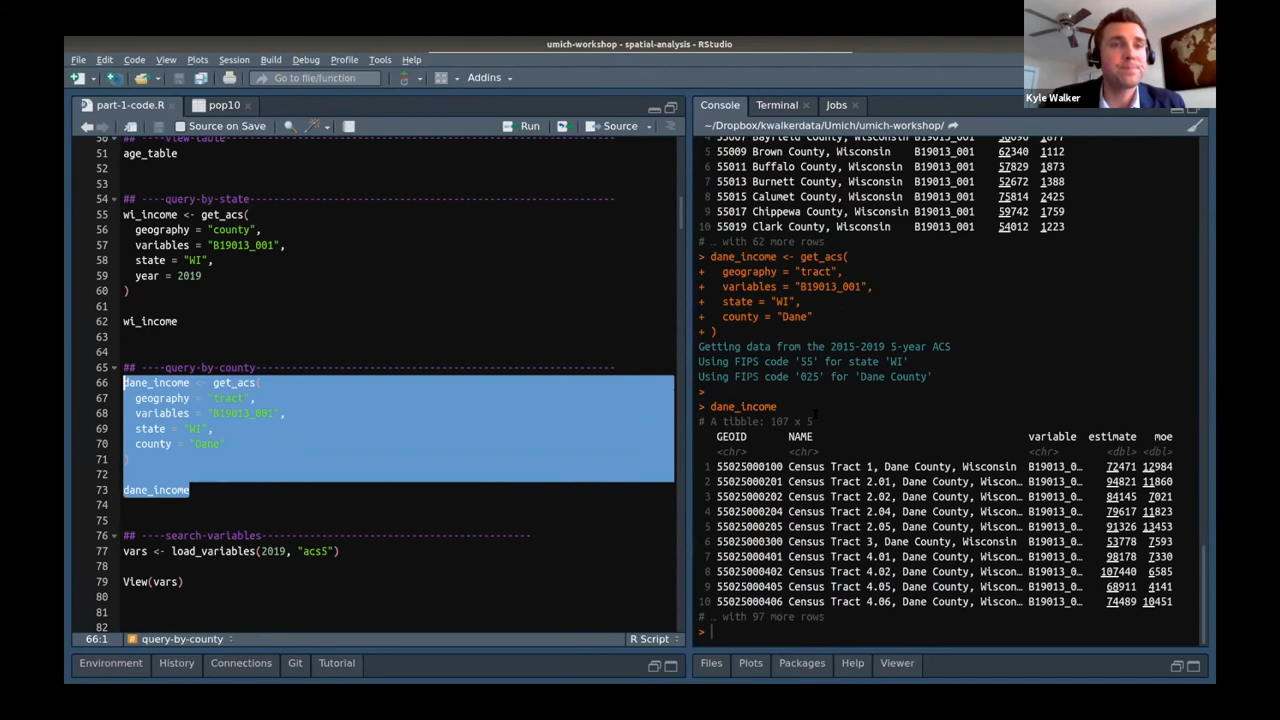 umich-workshop - spatial-analysis - RStudio
Kyle Walker
File Edit Code View Plots Session Build Debug Profile Tools Help
Go to file/function Addins
part-1-code.R pop10
Source on Save Run Source
50 ## ----view-table----
51 age_table
52
53
54 ## ----query-by-state----
55 wi_income <- get_acs(
56 geography = "county",
57 variables = "B19013_001",
58 state = "WI",
59 year = 2019
60 )
61
62 wi_income
63
64
65 ## ----query-by-county----
66 dane_income <- get_acs(
67 geography = "tract",
68 variables = "B19013_001",
69 state = "WI",
70 county = "Dane"
71 )
72
73 dane_income
74
75
76 ## ----search-variables----
77 vars <- load_variables(2019, "acs5")
78
79 View(vars)
80
81
82
66:1 query-by-county R Script
Environment History Connections Git Tutorial
Console Terminal Jobs
~/Dropbox/kwalkerdata/Umich/umich-workshop/
4 55007 Bayfield County, Wisconsin B19013_001 1877
5 55009 Brown County, Wisconsin B19013_001 62340 1112
6 55011 Buffalo County, Wisconsin B19013_001 57829 1873
7 55013 Burnett County, Wisconsin B19013_001 52672 1388
8 55015 Calumet County, Wisconsin B19013_001 75814 2425
9 55017 Chippewa County, Wisconsin B19013_001 59742 1759
10 55019 Clark County, Wisconsin B19013_001 54012 1223
# … with 62 more rows
> dane_income <- get_acs(
+ geography = "tract",
+ variables = "B19013_001",
+ state = "WI",
+ county = "Dane"
+ )
Getting data from the 2015-2019 5-year ACS
Using FIPS code '55' for state 'WI'
Using FIPS code '025' for 'Dane County'
>
> dane_income
# A tibble: 107 x 5
GEOID NAME variable estimate moe
<chr> <chr> <chr> <dbl> <dbl>
1 55025000100 Census Tract 1, Dane County, Wisconsin B19013_0… 72471 12984
2 55025000201 Census Tract 2.01, Dane County, Wiscon… B19013_0… 94821 11860
3 55025000202 Census Tract 2.02, Dane County, Wiscon… B19013_0… 84145 7021
4 55025000204 Census Tract 2.04, Dane County, Wiscon… B19013_0… 79617 11823
5 55025000205 Census Tract 2.05, Dane County, Wiscon… B19013_0… 91326 13453
6 55025000300 Census Tract 3, Dane County, Wisconsin B19013_0… 53778 7593
7 55025000401 Census Tract 4.01, Dane County, Wiscon… B19013_0… 98178 7330
8 55025000402 Census Tract 4.02, Dane County, Wiscon… B19013_0… 107440 6585
9 55025000405 Census Tract 4.05, Dane County, Wiscon… B19013_0… 68911 4141
10 55025000406 Census Tract 4.06, Dane County, Wiscon… B19013_0… 74489 10451
# … with 97 more rows
>
Files Plots Packages Help Viewer